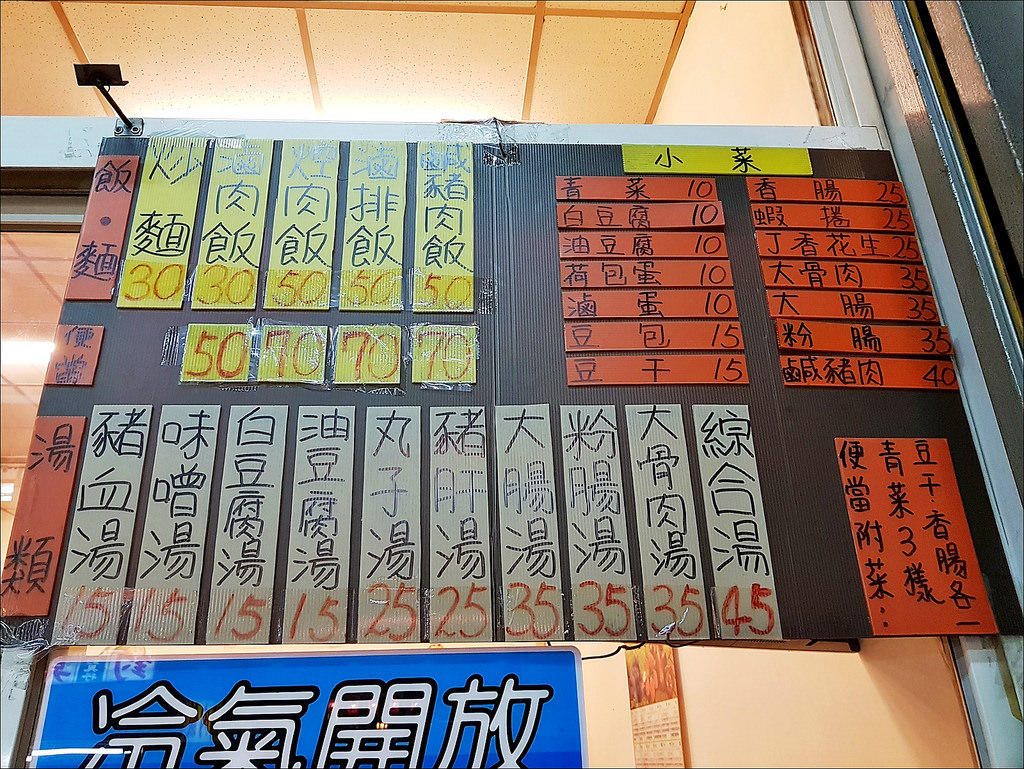 飯・麵
炒麵 30
滷肉飯 30
焢肉飯 50
滷排飯 50
鹹豬肉飯 50
便當
50
70
70
70
湯類
豬血湯 15
味噌湯 15
白豆腐湯 15
油豆腐湯 15
丸子湯 25
豬肝湯 25
大腸湯 35
粉腸湯 35
大骨肉湯 35
綜合湯 45
小菜
青菜 10
白豆腐 10
油豆腐 10
荷包蛋 10
滷蛋 10
豆包 15
豆干 15
香腸 25
蝦捲 25
丁香花生 25
大骨肉 35
大腸 35
粉腸 35
鹹豬肉 40
便當附菜:
青菜3樣
豆干.香腸各一
冷氣開放